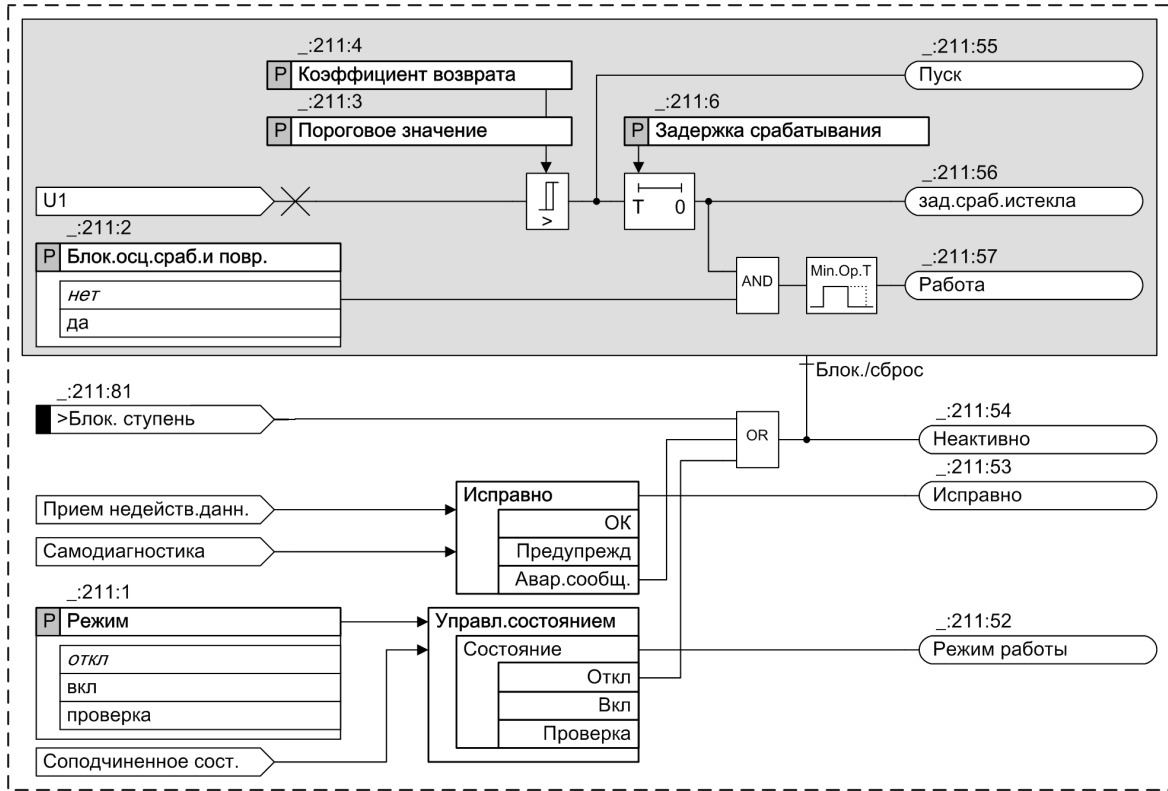 _:211:4
P Коэффициент возврата
_:211:3
P Пороговое значение
_:211:6
P Задержка срабатывания
_:211:55
Пуск
U1
>
T 0
_:211:56
зад.сраб.истекла
_:211:2
P Блок.осц.сраб.и повр.
нет
да
AND
Min.Op.T
_:211:57
Работа
Блок./сброс
_:211:81
>Блок. ступень
OR
_:211:54
Неактивно
_:211:53
Исправно
Прием недейств.данн.
Самодиагностика
Исправно
ОК
Предупрежд
Авар.сообщ.
_:211:1
P Режим
откл
вкл
проверка
Соподчиненное сост.
Управл.состоянием
Состояние
Откл
Вкл
Проверка
_:211:52
Режим работы